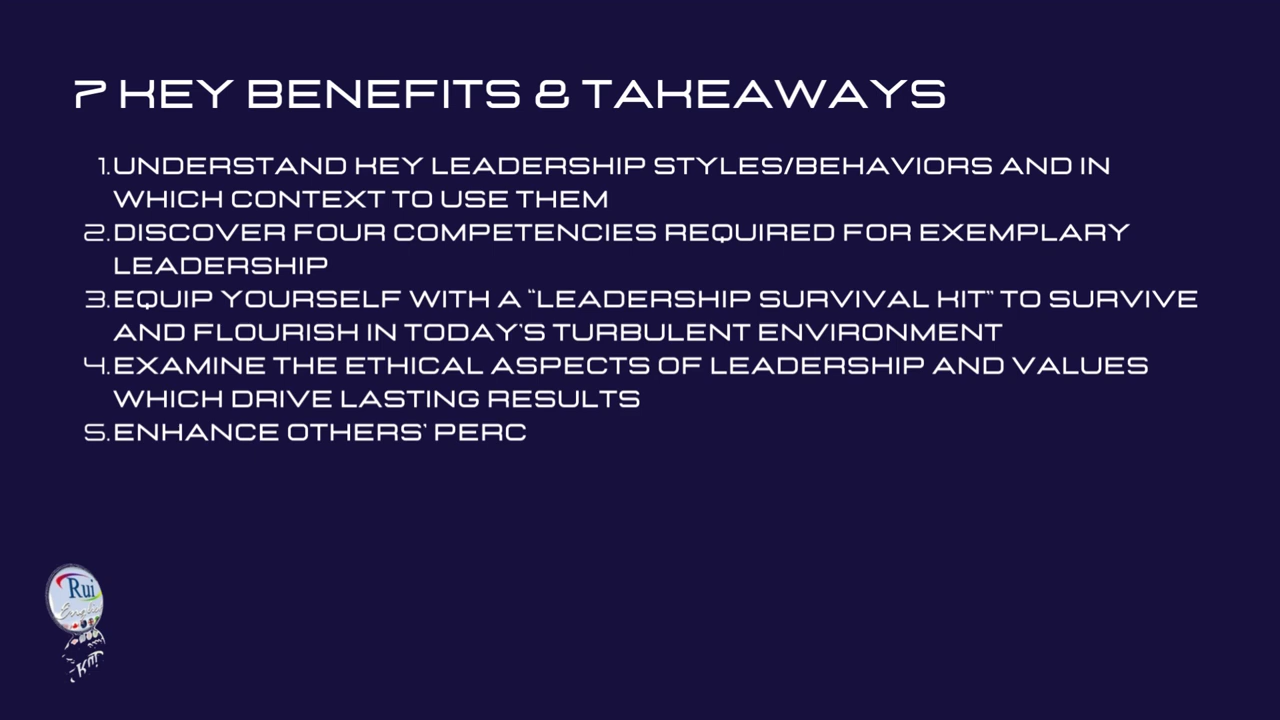 7 KEY BENEFITS & TAKEAWAYS
1. UNDERSTAND KEY LEADERSHIP STYLES/BEHAVIORS AND IN
WHICH CONTEXT TO USE THEM
2. DISCOVER FOUR COMPETENCIES REQUIRED FOR EXEMPLARY
LEADERSHIP
3. EQUIP YOURSELF WITH A “LEADERSHIP SURVIVAL KIT” TO SURVIVE
AND FLOURISH IN TODAY'S TURBULENT ENVIRONMENT
4. EXAMINE THE ETHICAL ASPECTS OF LEADERSHIP AND VALUES
WHICH DRIVE LASTING RESULTS
5. ENHANCE OTHERS' PERC
Rui